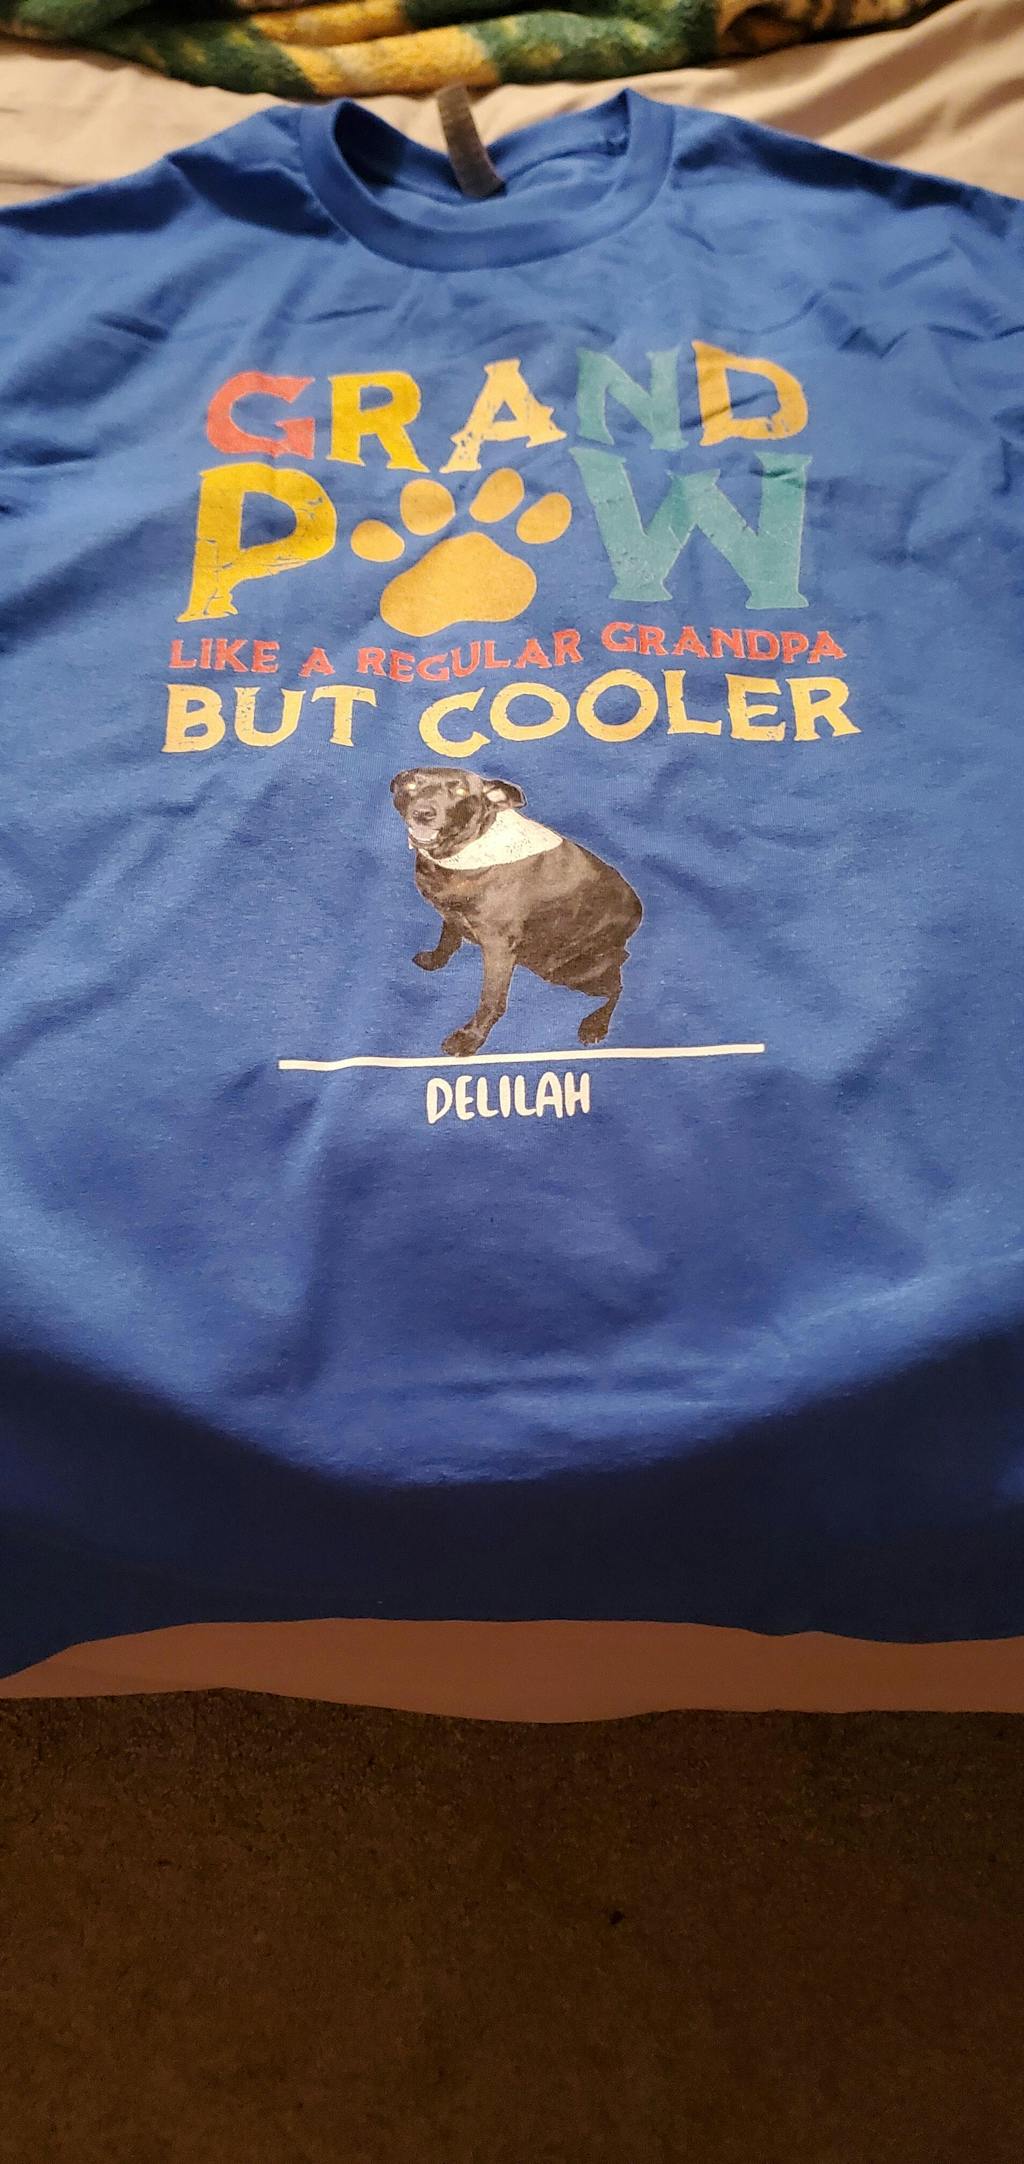 GRAND
PAW
LIKE A REGULAR GRANDPA
BUT COOLER
DELILAH